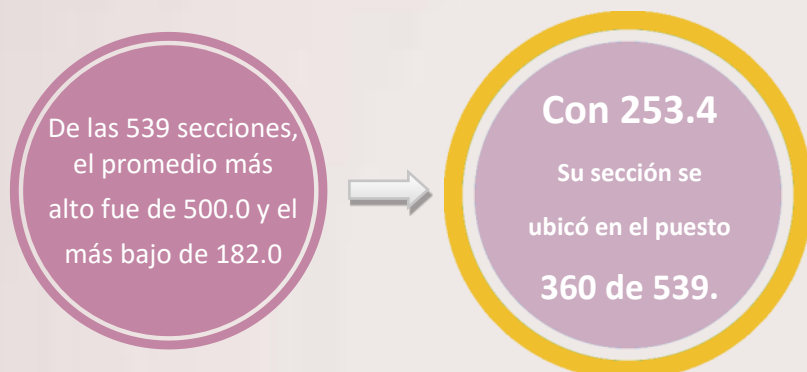 De las 539 secciones,
el promedio más
alto fue de 500.0 y el
más bajo de 182.0
Con 253.4
Su sección se
ubicó en el puesto
360 de 539.